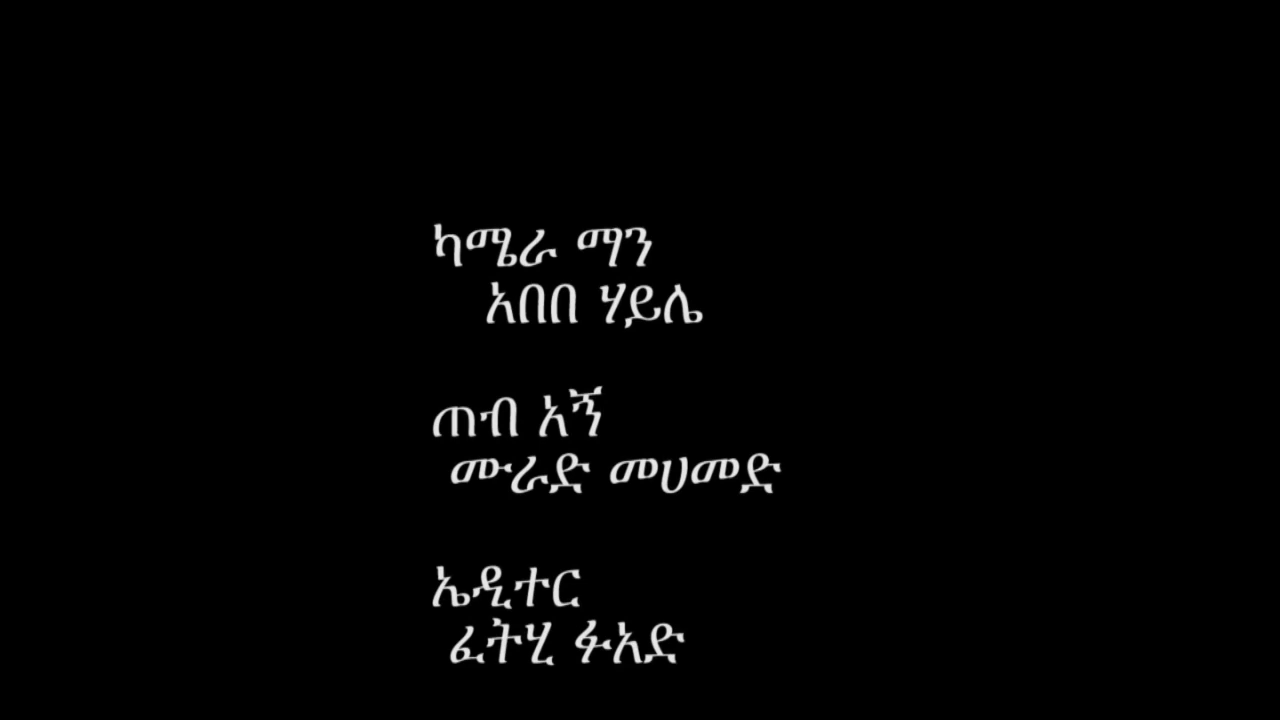 ካሜራ ማን
አበበ ሃይሌ
ጠብ አኝ
ሙራድ መሀመድ
ኤዲተር
ፈትሂ ፉአድ